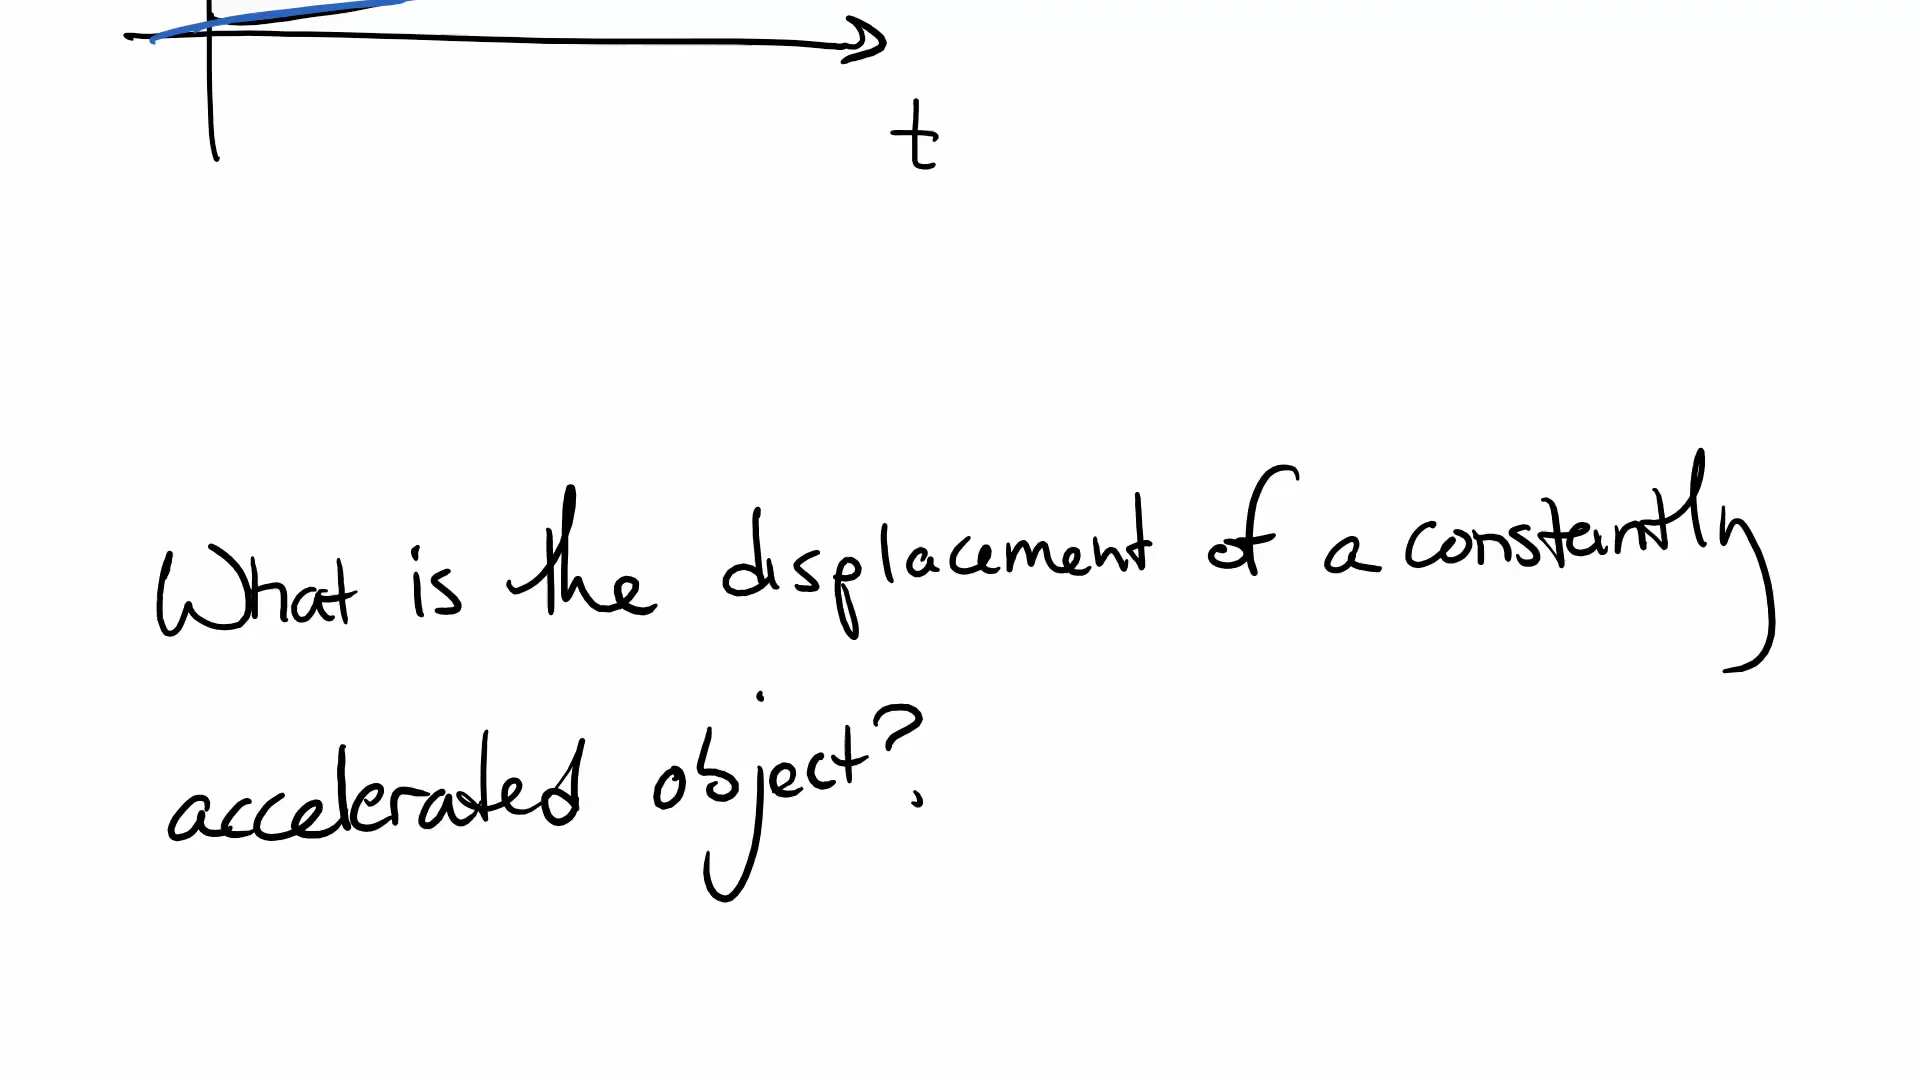 t
What is the displacement of a constantly
accelerated object?